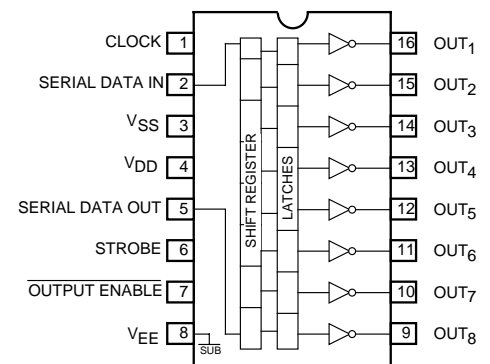 CLOCK 1 16 OUT1
SERIAL DATA IN 2 15 OUT2
VSS 3 14 OUT3
VDD 4 13 OUT4
SERIAL DATA OUT 5 12 OUT5
STROBE 6 11 OUT6
OUTPUT ENABLE 7 10 OUT7
VEE 8 9 OUT8
SUB
SHIFT REGISTER
LATCHES